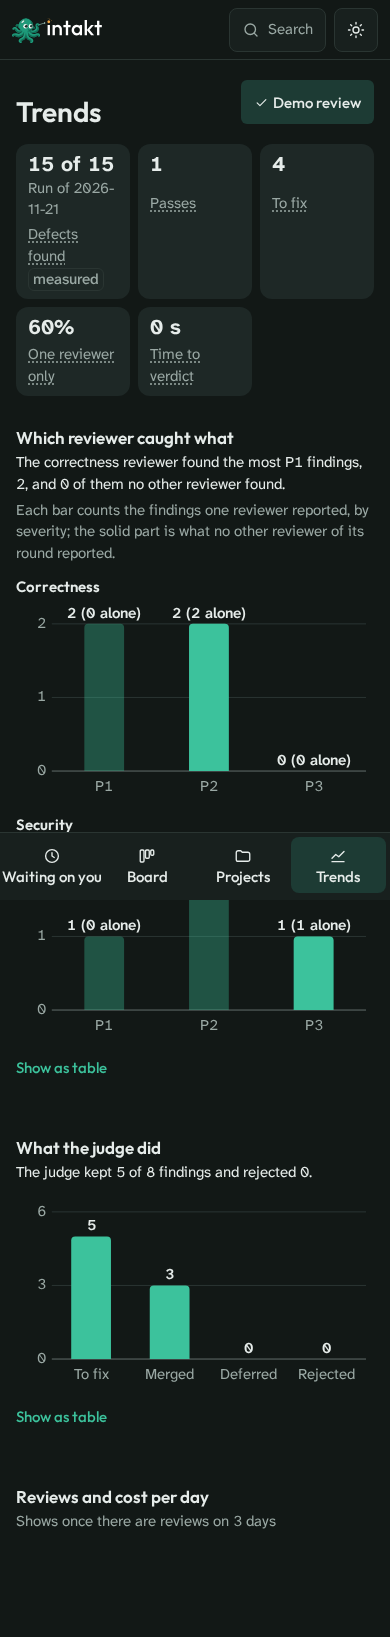 intakt
Search
Trends
Demo review
15 of 15
Run of 2026-
11-21
Defects
found
measured
1
Passes
4
To fix
60%
One reviewer
only
0 s
Time to
verdict
Which reviewer caught what
The correctness reviewer found the most P1 findings,
2, and 0 of them no other reviewer found.
Each bar counts the findings one reviewer reported, by
severity; the solid part is what no other reviewer of its
round reported.
Correctness
2 (0 alone) 2 (2 alone)
2
1
0 (0 alone)
0
P1 P2 P3
Security
Waiting on you Board Projects Trends
1 (0 alone) 1 (1 alone)
1
0
P1 P2 P3
Show as table
What the judge did
The judge kept 5 of 8 findings and rejected 0.
6
5
3
3
0 0
0
To fix Merged Deferred Rejected
Show as table
Reviews and cost per day
Shows once there are reviews on 3 days